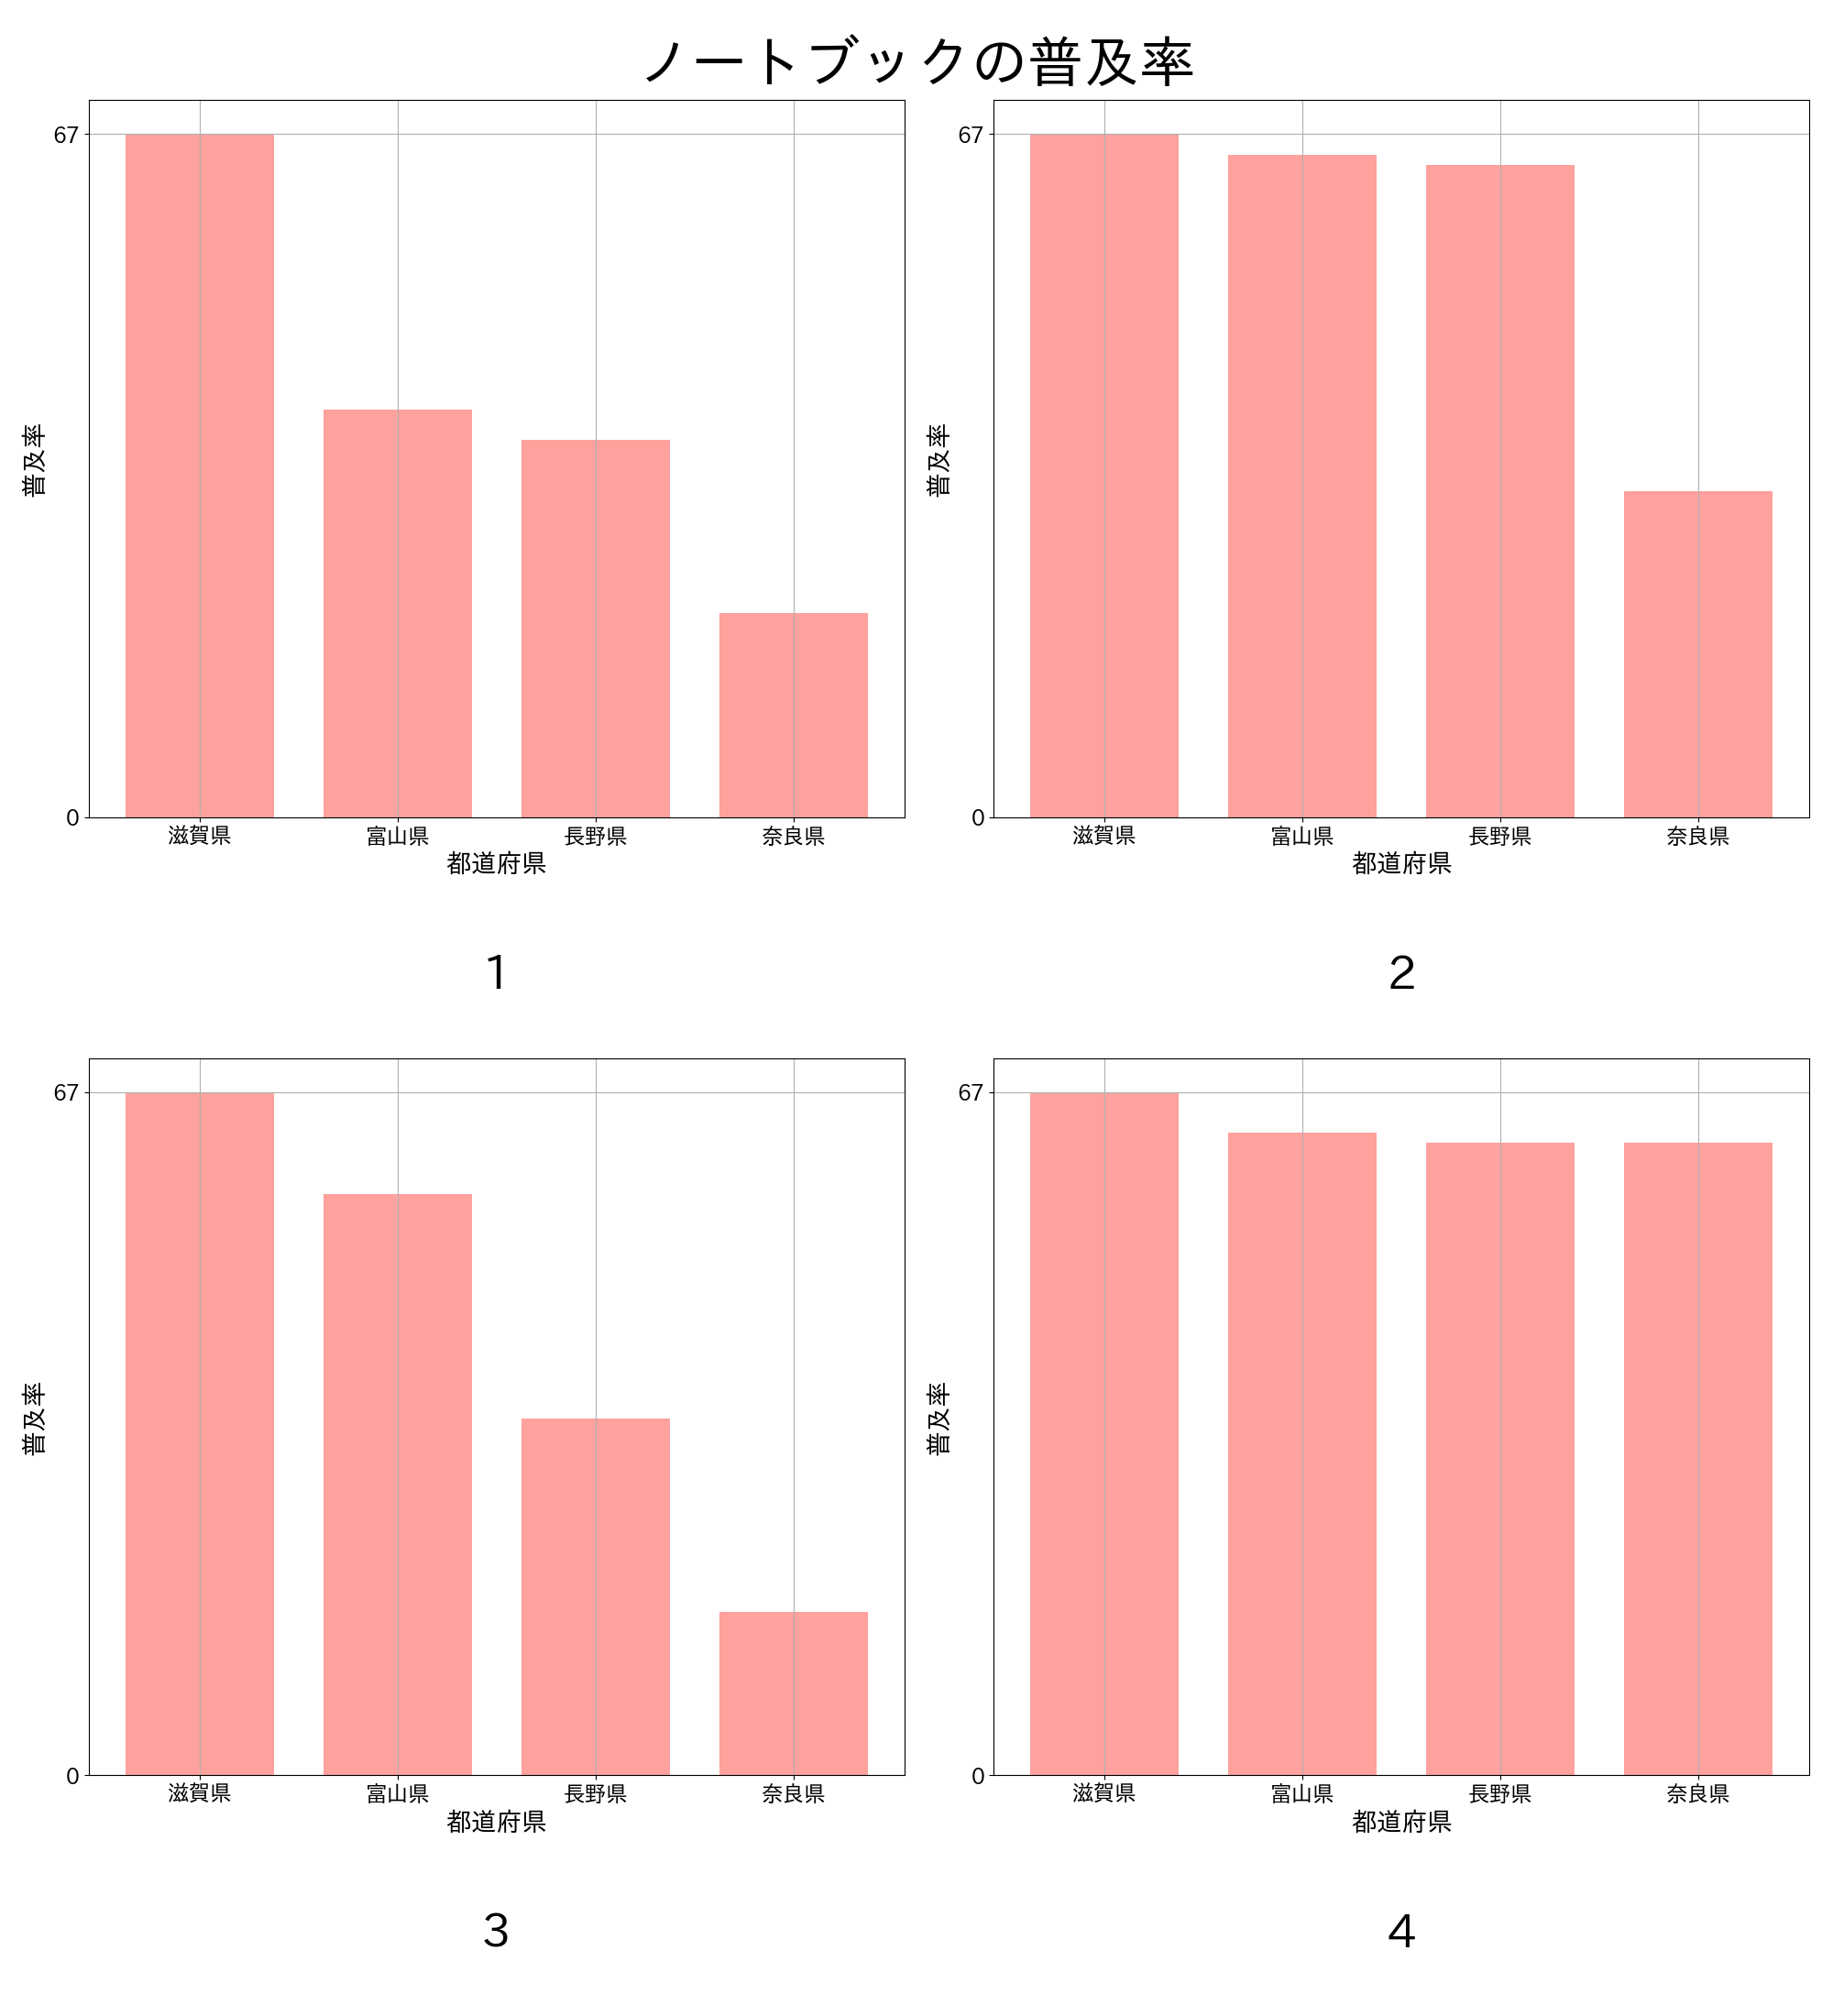 ノートブックの普及率
67
0
普及率
滋賀県 富山県 長野県 奈良県
都道府県
1
67
0
普及率
滋賀県 富山県 長野県 奈良県
都道府県
2
67
0
普及率
滋賀県 富山県 長野県 奈良県
都道府県
3
67
0
普及率
滋賀県 富山県 長野県 奈良県
都道府県
4